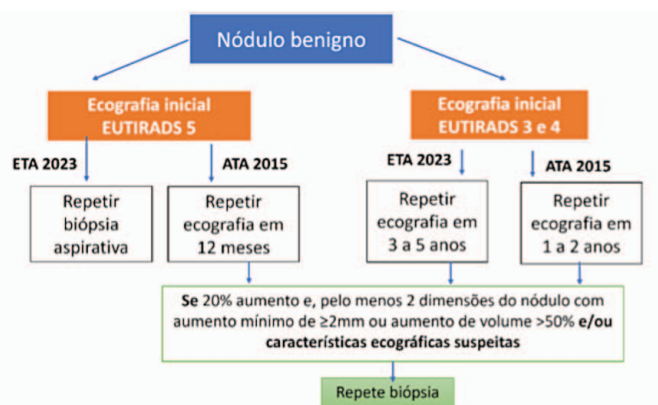 Nódulo benigno
Ecografia inicial
EUTIRADS 5
Ecografia inicial
EUTIRADS 3 e 4
ETA 2023
ATA 2015
ETA 2023
ATA 2015
Repetir
biópsia
aspirativa
Repetir
ecografia em
12 meses
Repetir
ecografia em
3 a 5 anos
Repetir
ecografia em
1 a 2 anos
Se 20% aumento e, pelo menos 2 dimensões do nódulo com
aumento mínimo de ≥2mm ou aumento de volume >50% e/ou
características ecográficas suspeitas
Repete biópsia